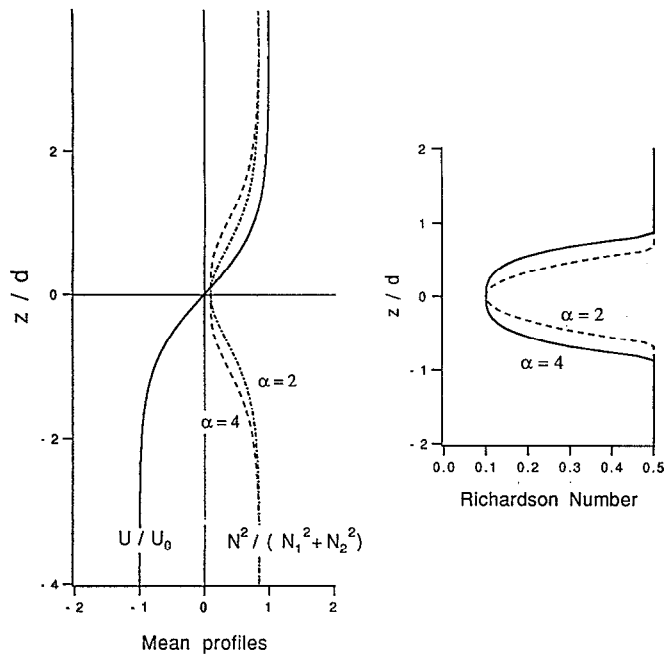 2
z / d
0
- 2
- 4
α = 2
α = 4
U / U₀
N² / ( N₁² + N₂² )
- 2
- 1
0
1
2
Mean profiles
2
1
z / d
0
- 1
- 2
α = 2
α = 4
0.0
0.1
0.2
0.3
0.4
0.5
Richardson Number